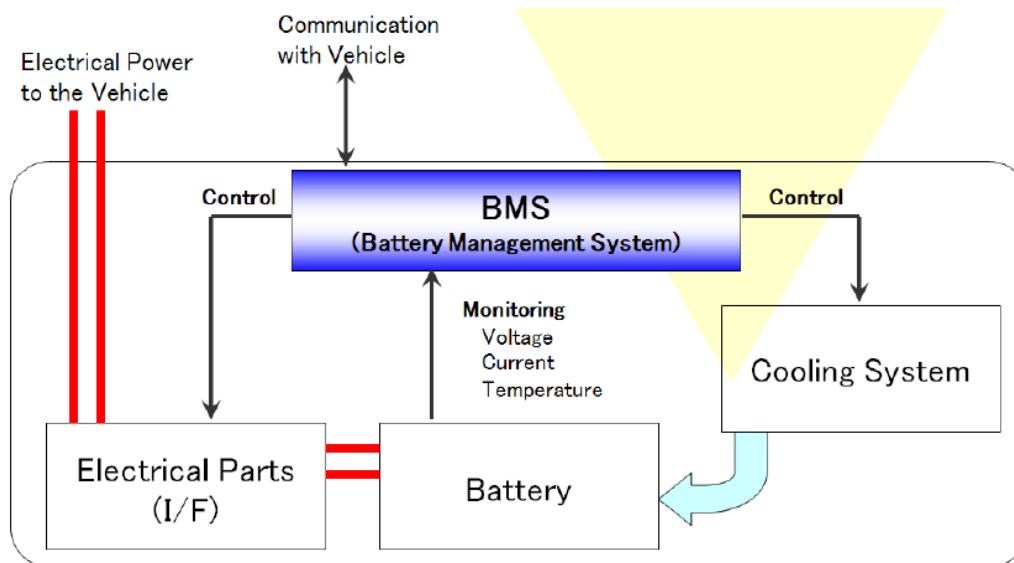 Communication
with Vehicle
Electrical Power
to the Vehicle
Control
BMS
(Battery Management System)
Control
Monitoring
Voltage
Current
Temperature
Cooling System
Electrical Parts
(I/F)
Battery